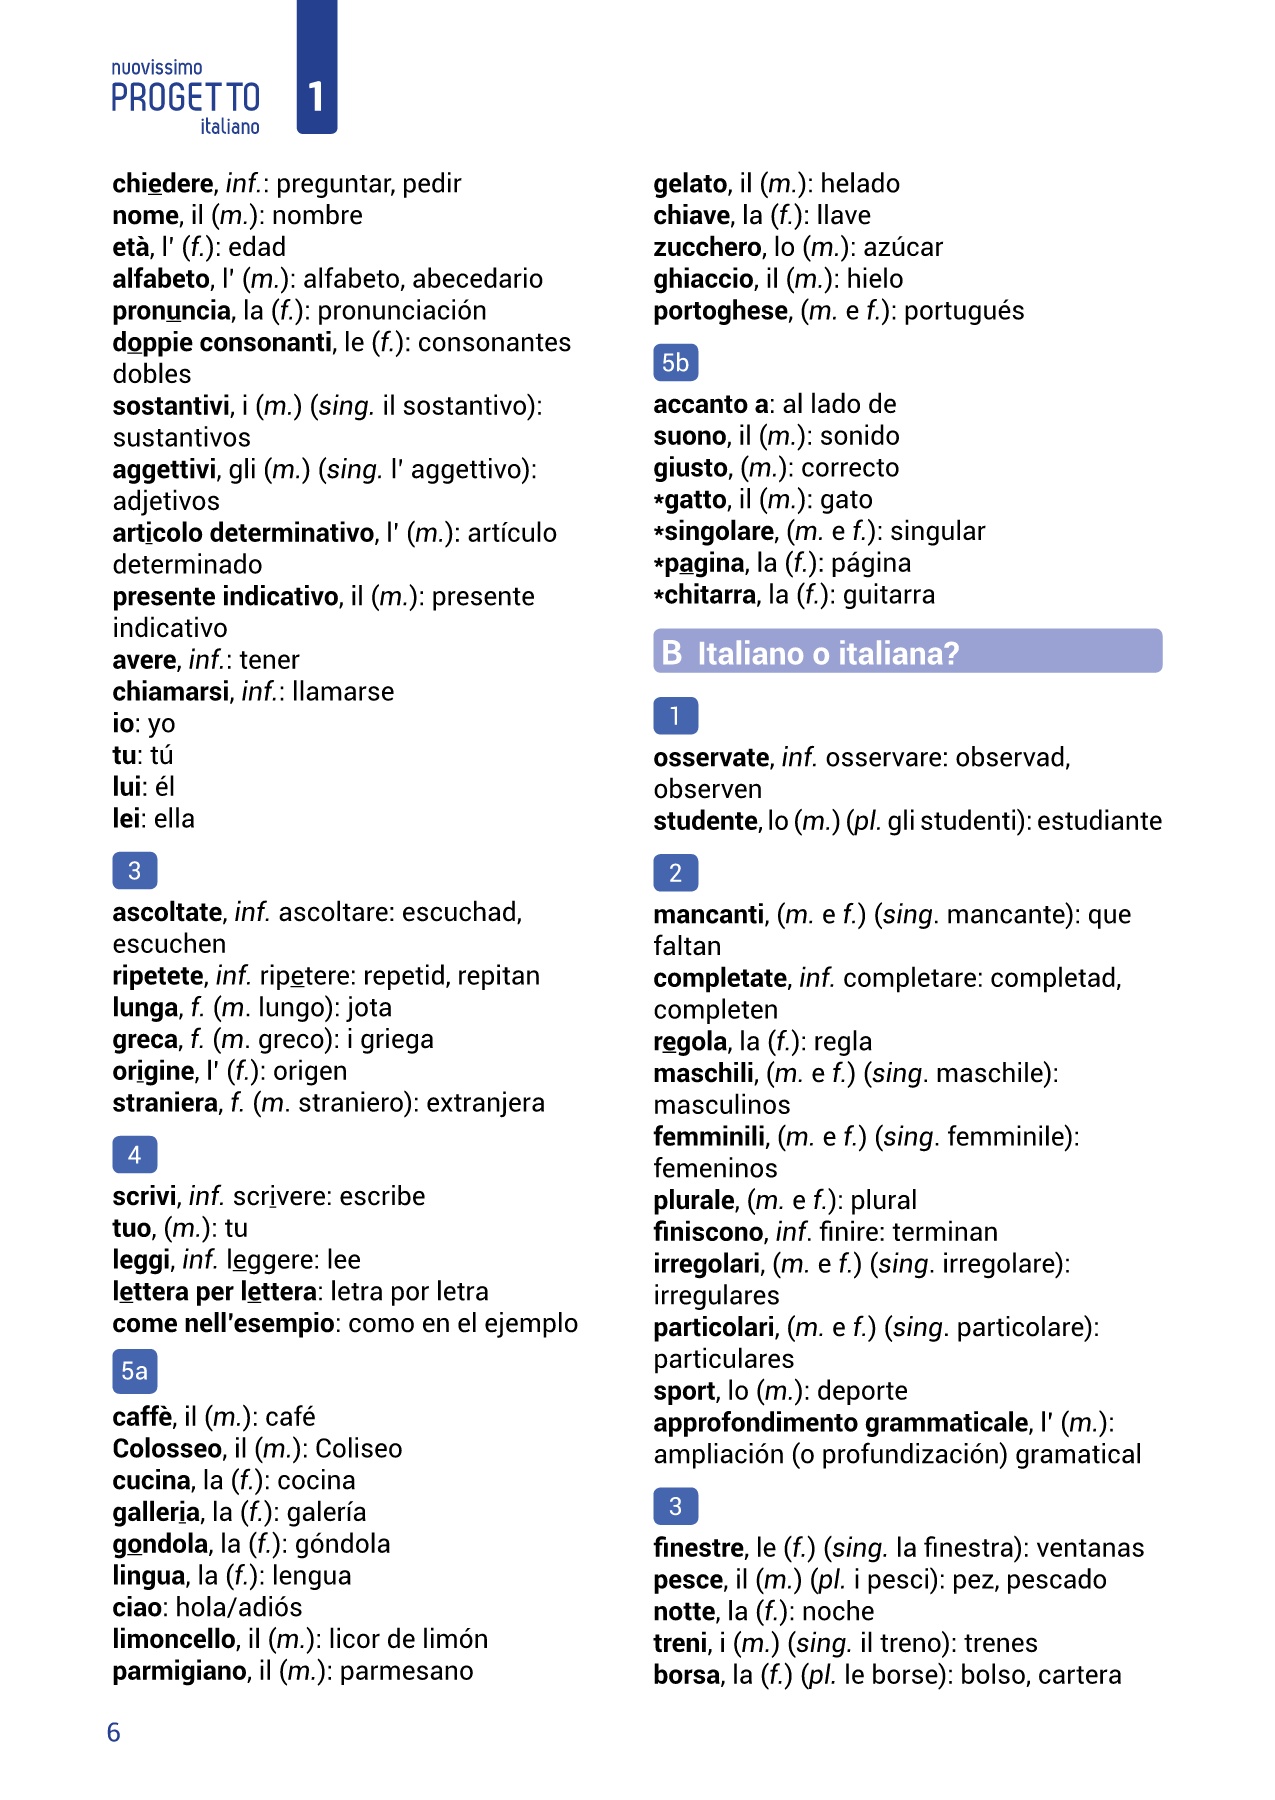 nuovissimo
PROGETTO
italiano
1
chiedere, inf.: preguntar, pedir
nome, il (m.): nombre
età, l' (f.): edad
alfabeto, l' (m.): alfabeto, abecedario
pronuncia, la (f.): pronunciación
doppie consonanti, le (f.): consonantes
dobles
sostantivi, i (m.) (sing. il sostantivo):
sustantivos
aggettivi, gli (m.) (sing. l' aggettivo):
adjetivos
articolo determinativo, l' (m.): artículo
determinado
presente indicativo, il (m.): presente
indicativo
avere, inf.: tener
chiamarsi, inf.: llamarse
io: yo
tu: tú
lui: él
lei: ella
3
ascoltate, inf. ascoltare: escuchad,
escuchen
ripetete, inf. ripetere: repetid, repitan
lunga, f. (m. lungo): jota
greca, f. (m. greco): i griega
origine, l' (f.): origen
straniera, f. (m. straniero): extranjera
4
scrivi, inf. scrivere: escribe
tuo, (m.): tu
leggi, inf. leggere: lee
lettera per lettera: letra por letra
come nell'esempio: como en el ejemplo
5a
caffè, il (m.): café
Colosseo, il (m.): Coliseo
cucina, la (f.): cocina
galleria, la (f.): galería
gondola, la (f.): góndola
lingua, la (f.): lengua
ciao: hola/adiós
limoncello, il (m.): licor de limón
parmigiano, il (m.): parmesano
gelato, il (m.): helado
chiave, la (f.): llave
zucchero, lo (m.): azúcar
ghiaccio, il (m.): hielo
portoghese, (m. e f.): portugués
5b
accanto a: al lado de
suono, il (m.): sonido
giusto, (m.): correcto
*gatto, il (m.): gato
*singolare, (m. e f.): singular
*pagina, la (f.): página
*chitarra, la (f.): guitarra
B Italiano o italiana?
1
osservate, inf. osservare: observad,
observen
studente, lo (m.) (pl. gli studenti): estudiante
2
mancanti, (m. e f.) (sing. mancante): que
faltan
completate, inf. completare: completad,
completen
regola, la (f.): regla
maschili, (m. e f.) (sing. maschile):
masculinos
femminili, (m. e f.) (sing. femminile):
femeninos
plurale, (m. e f.): plural
finiscono, inf. finire: terminan
irregolari, (m. e f.) (sing. irregolare):
irregulares
particolari, (m. e f.) (sing. particolare):
particulares
sport, lo (m.): deporte
approfondimento grammaticale, l' (m.):
ampliación (o profundización) gramatical
3
finestre, le (f.) (sing. la finestra): ventanas
pesce, il (m.) (pl. i pesci): pez, pescado
notte, la (f.): noche
treni, i (m.) (sing. il treno): trenes
borsa, la (f.) (pl. le borse): bolso, cartera
6